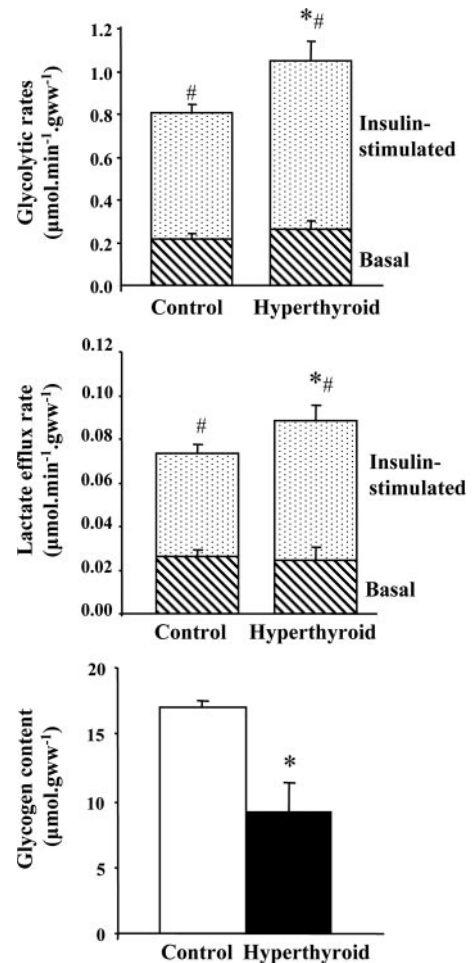 Glycolytic rates
(µmol.min⁻¹.gww⁻¹)
1.2
1.0
0.8
0.6
0.4
0.2
0.0
#
*#
Insulin-
stimulated
Basal
Control Hyperthyroid
Lactate efflux rate
(µmol.min⁻¹.gww⁻¹)
0.12
0.10
0.08
0.06
0.04
0.02
0.00
#
*#
Insulin-
stimulated
Basal
Control Hyperthyroid
Glycogen content
(µmol.gww⁻¹)
20
15
10
5
0
*
Control Hyperthyroid